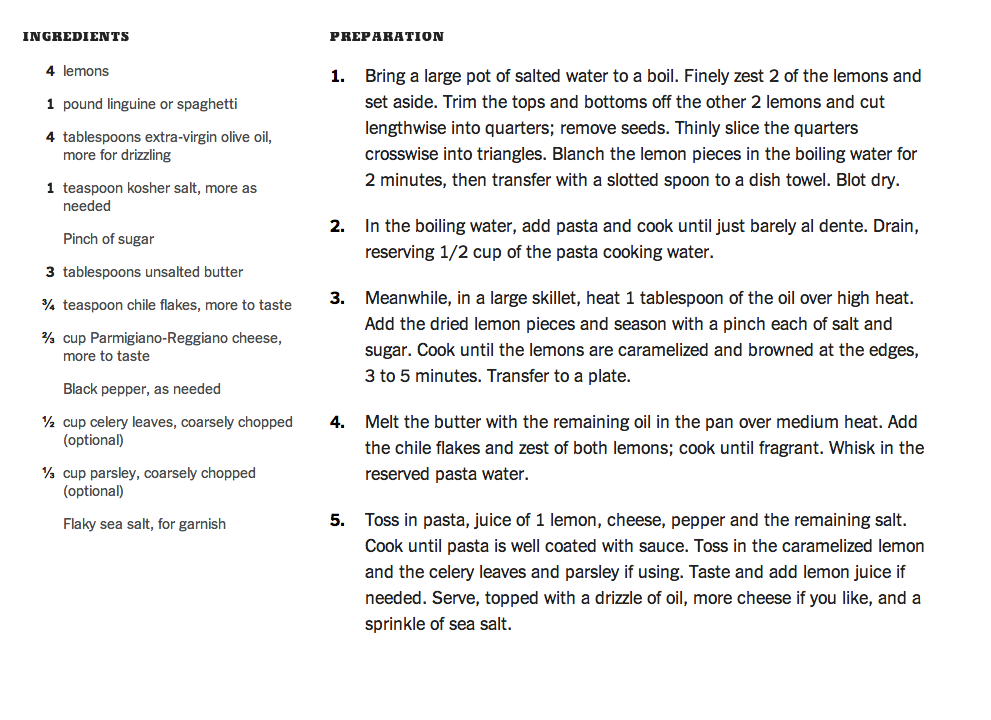 INGREDIENTS
4 lemons
1 pound linguine or spaghetti
4 tablespoons extra-virgin olive oil,
more for drizzling
1 teaspoon kosher salt, more as
needed
Pinch of sugar
3 tablespoons unsalted butter
¾ teaspoon chile flakes, more to taste
⅔ cup Parmigiano-Reggiano cheese,
more to taste
Black pepper, as needed
½ cup celery leaves, coarsely chopped
(optional)
⅓ cup parsley, coarsely chopped
(optional)
Flaky sea salt, for garnish
PREPARATION
1. Bring a large pot of salted water to a boil. Finely zest 2 of the lemons and
set aside. Trim the tops and bottoms off the other 2 lemons and cut
lengthwise into quarters; remove seeds. Thinly slice the quarters
crosswise into triangles. Blanch the lemon pieces in the boiling water for
2 minutes, then transfer with a slotted spoon to a dish towel. Blot dry.
2. In the boiling water, add pasta and cook until just barely al dente. Drain,
reserving 1/2 cup of the pasta cooking water.
3. Meanwhile, in a large skillet, heat 1 tablespoon of the oil over high heat.
Add the dried lemon pieces and season with a pinch each of salt and
sugar. Cook until the lemons are caramelized and browned at the edges,
3 to 5 minutes. Transfer to a plate.
4. Melt the butter with the remaining oil in the pan over medium heat. Add
the chile flakes and zest of both lemons; cook until fragrant. Whisk in the
reserved pasta water.
5. Toss in pasta, juice of 1 lemon, cheese, pepper and the remaining salt.
Cook until pasta is well coated with sauce. Toss in the caramelized lemon
and the celery leaves and parsley if using. Taste and add lemon juice if
needed. Serve, topped with a drizzle of oil, more cheese if you like, and a
sprinkle of sea salt.